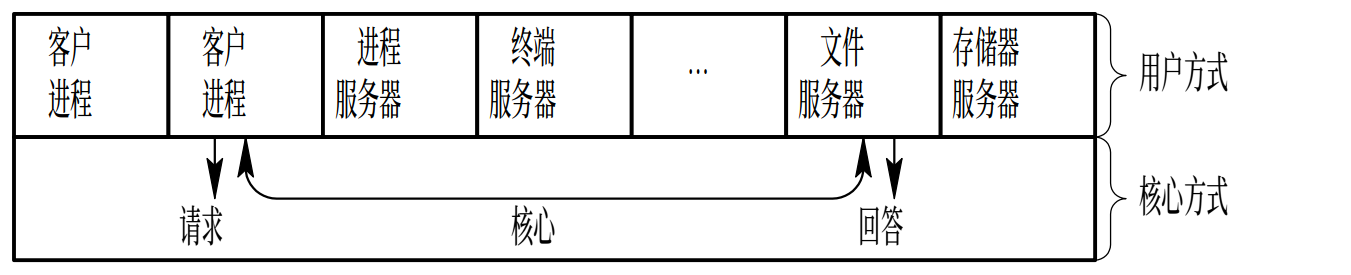 客户
进程
客户
进程
进程
服务器
终端
服务器
…
文件
服务器
存储器
服务器
用户方式
请求
核心
回答
核心方式